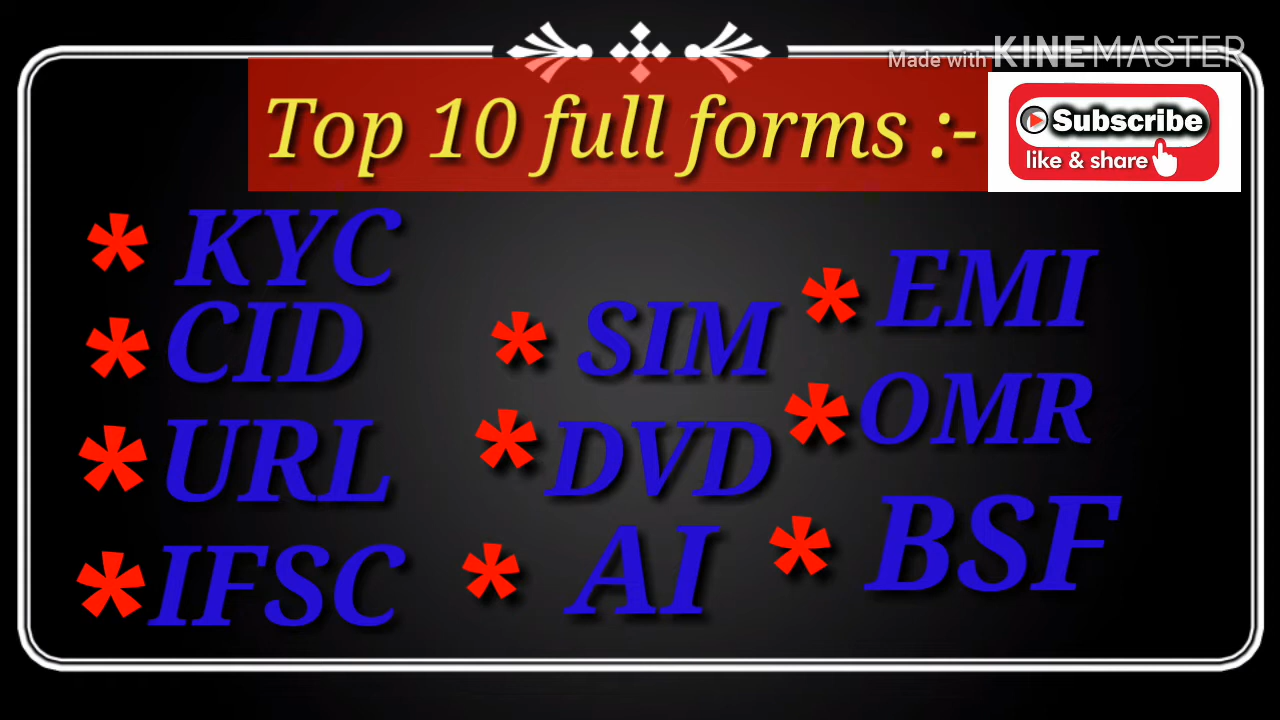 Made with KINEMASTER
Top 10 full forms :-
Subscribe
like & share
* KYC
* CID
* URL
* IFSC
* SIM
* DVD
* AI
* EMI
* OMR
* BSF